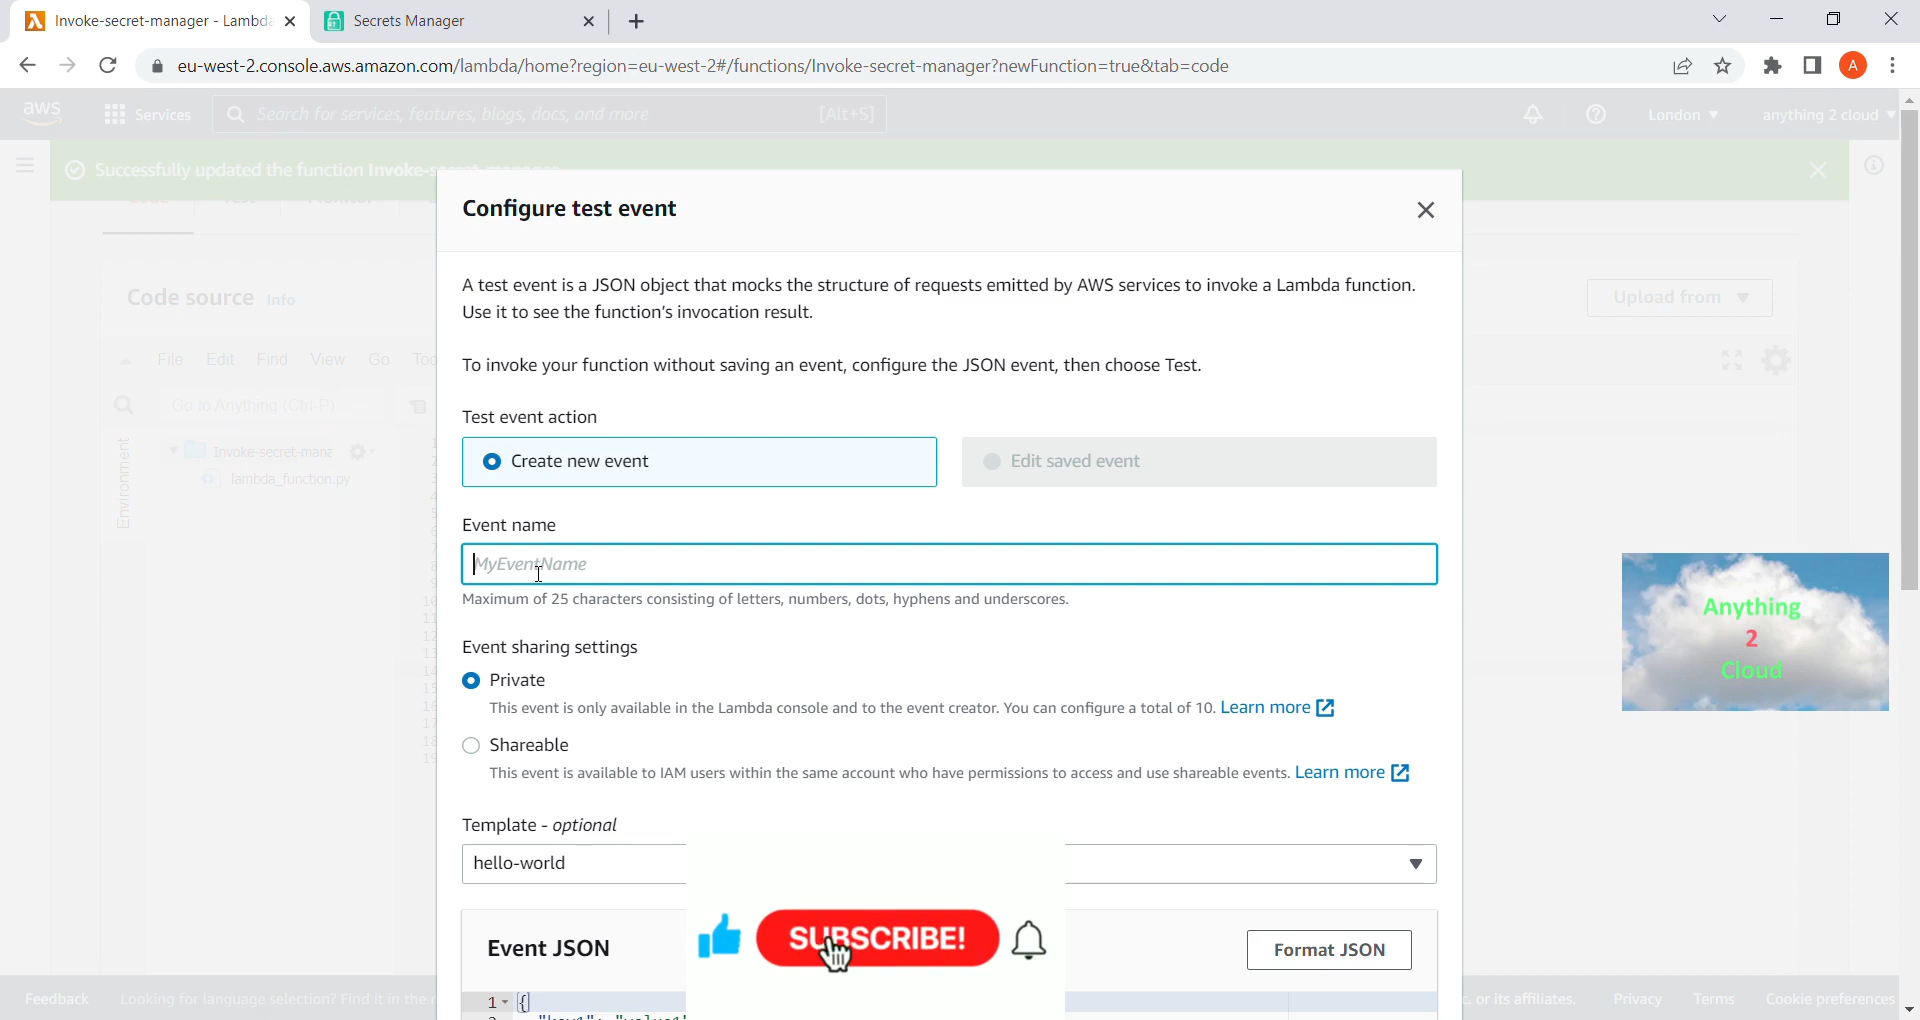 Invoke-secret-manager - Lambda
Secrets Manager
eu-west-2.console.aws.amazon.com/lambda/home?region=eu-west-2#/functions/Invoke-secret-manager?newFunction=true&tab=code
A
aws
Services
Search for services, features, blogs, docs, and more
[Alt+S]
London
anything 2 cloud
Successfully updated the function Invoke-secret-manager
Configure test event
A test event is a JSON object that mocks the structure of requests emitted by AWS services to invoke a Lambda function.
Use it to see the function's invocation result.
Code source Info
Upload from
File Edit Find View Go
To invoke your function without saving an event, configure the JSON event, then choose Test.
Go to Anything (Ctrl-P)
Test event action
Environment
Invoke-secret-mana
lambda_function.py
Create new event
Edit saved event
Event name
MyEventName
Maximum of 25 characters consisting of letters, numbers, dots, hyphens and underscores.
Event sharing settings
Private
This event is only available in the Lambda console and to the event creator. You can configure a total of 10. Learn more
Shareable
This event is available to IAM users within the same account who have permissions to access and use shareable events. Learn more
Anything
2
Cloud
Template - optional
hello-world
Event JSON
SUBSCRIBE!
Format JSON
1 {
Feedback
Looking for language selection? Find it in the
or its affiliates.
Privacy
Terms
Cookie preferences